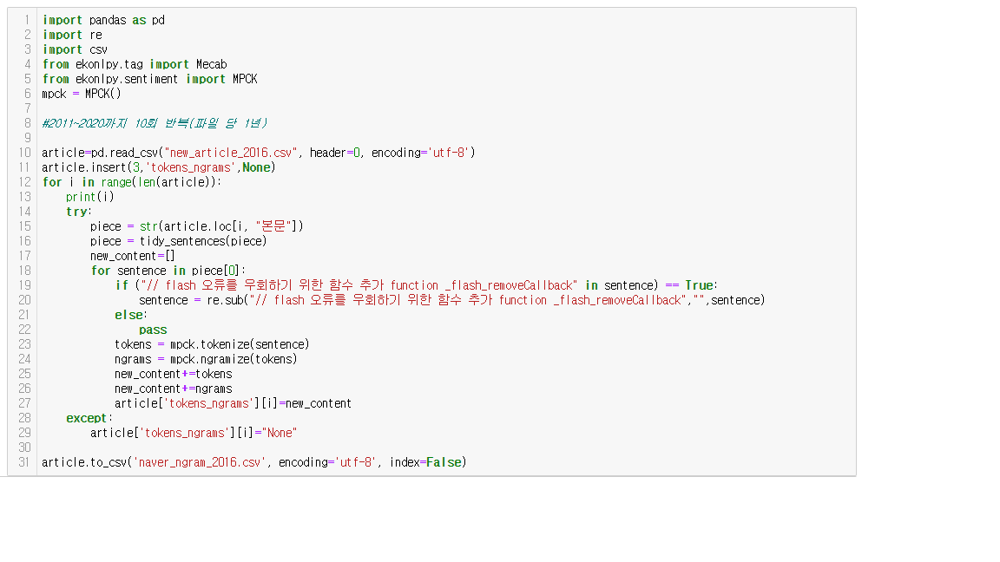 1 import pandas as pd
2 import re
3 import csv
4 from ekonlpy.tag import Mecab
5 from ekonlpy.sentiment import MPCK
6 mpck = MPCK()
7
8 #2011~2020까지 10회 반복(파일 당 1년)
9
10 article=pd.read_csv("new_article_2016.csv", header=0, encoding='utf-8')
11 article.insert(3,'tokens_ngrams',None)
12 for i in range(len(article)):
13     print(i)
14     try:
15         piece = str(article.loc[i, "본문"])
16         piece = tidy_sentences(piece)
17         new_content=[]
18         for sentence in piece[0]:
19             if ("// flash 오류를 우회하기 위한 함수 추가 function _flash_removeCallback" in sentence) == True:
20                 sentence = re.sub("// flash 오류를 우회하기 위한 함수 추가 function _flash_removeCallback","",sentence)
21             else:
22                 pass
23             tokens = mpck.tokenize(sentence)
24             ngrams = mpck.ngramize(tokens)
25             new_content+=tokens
26             new_content+=ngrams
27             article['tokens_ngrams'][i]=new_content
28     except:
29         article['tokens_ngrams'][i]="None"
30
31 article.to_csv('naver_ngram_2016.csv', encoding='utf-8', index=False)